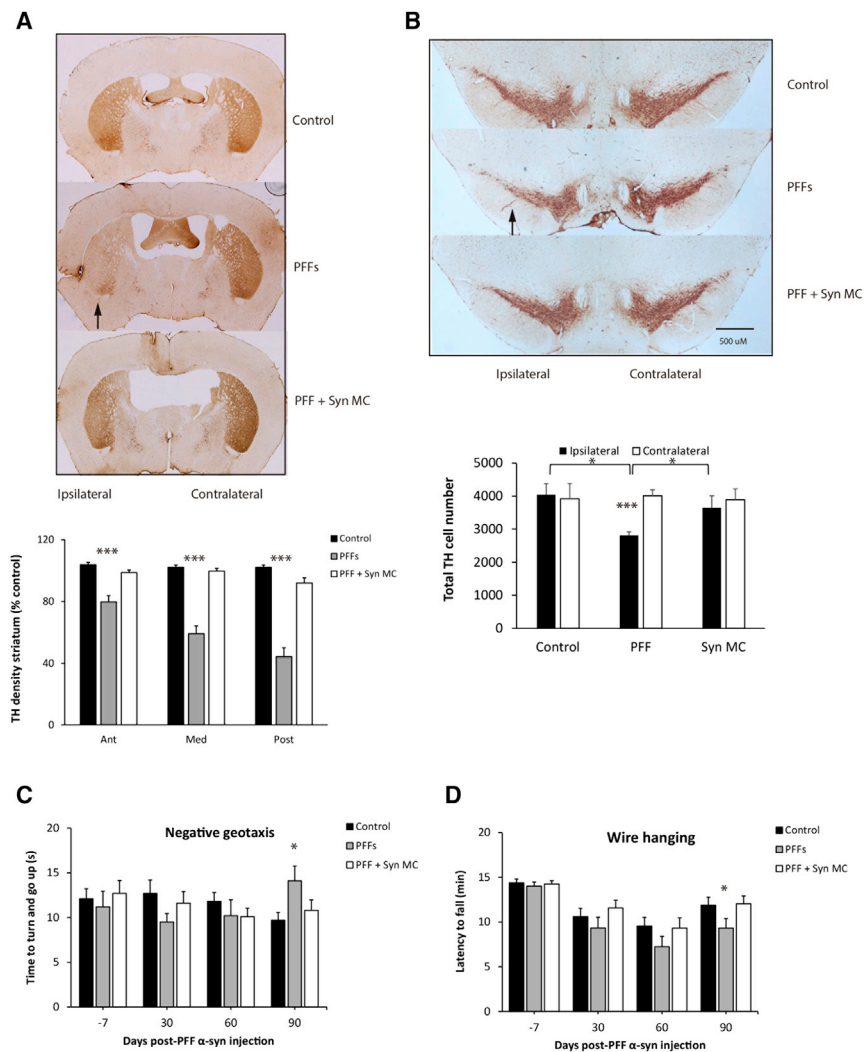 A
Control
PFFs
PFF + Syn MC
Ipsilateral
Contralateral
120
80
40
0
TH density striatum (% control)
***
***
***
Control
PFFs
PFF + Syn MC
Ant
Med
Post
B
Control
PFFs
PFF + Syn MC
500 uM
Ipsilateral
Contralateral
Ipsilateral
Contralateral
*
*
***
5000
4000
3000
2000
1000
0
Total TH cell number
Control
PFF
Syn MC
C
Negative geotaxis
Control
PFFs
PFF + Syn MC
*
20
15
10
5
0
Time to turn and go up (s)
-7
30
60
90
Days post-PFF α-syn injection
D
Wire hanging
Control
PFFs
PFF + Syn MC
*
20
15
10
5
0
Latency to fall (min)
-7
30
60
90
Days post-PFF α-syn injection